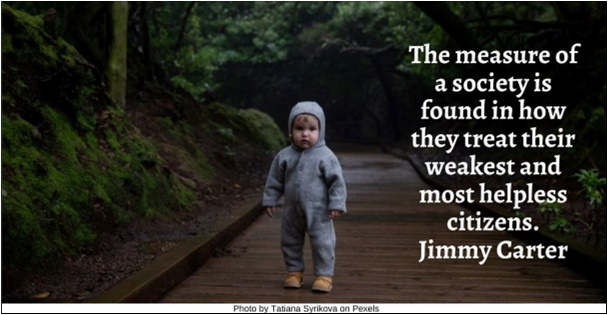 The measure of
a society is
found in how
they treat their
weakest and
most helpless
citizens.
Jimmy Carter
Photo by Tatiana Syrikova on Pexels